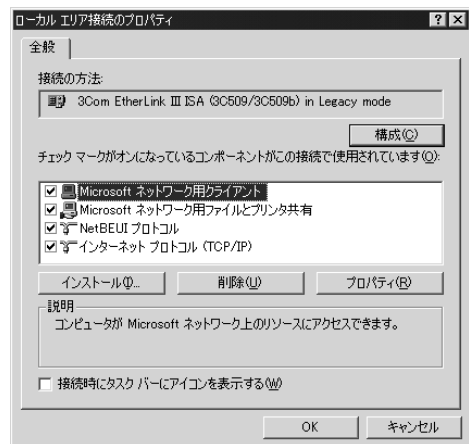 ローカル エリア接続のプロパティ
全般
接続の方法:
3Com EtherLink III ISA (3C509/3C509b) in Legacy mode
構成(C)
チェック マークがオンになっているコンポーネントがこの接続で使用されています(O):
Microsoft ネットワーク用クライアント
Microsoft ネットワーク用ファイルとプリンタ共有
NetBEUI プロトコル
インターネット プロトコル (TCP/IP)
インストール(I)... 削除(U) プロパティ(R)
説明
コンピュータが Microsoft ネットワーク上のリソースにアクセスできます。
接続時にタスク バーにアイコンを表示する(W)
OK キャンセル